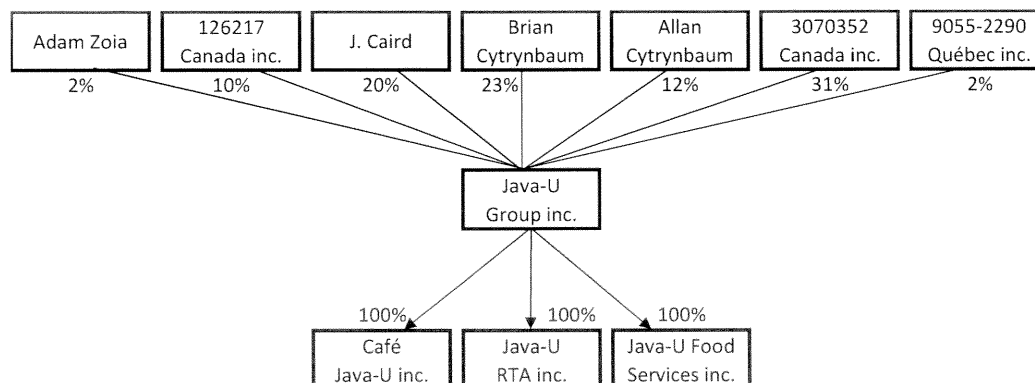 Adam Zoia
126217
Canada inc.
J. Caird
Brian
Cytrynbaum
Allan
Cytrynbaum
3070352
Canada inc.
9055-2290
Québec inc.
2%
10%
20%
23%
12%
31%
2%
Java-U
Group inc.
100%
100%
100%
Café
Java-U inc.
Java-U
RTA inc.
Java-U Food
Services inc.